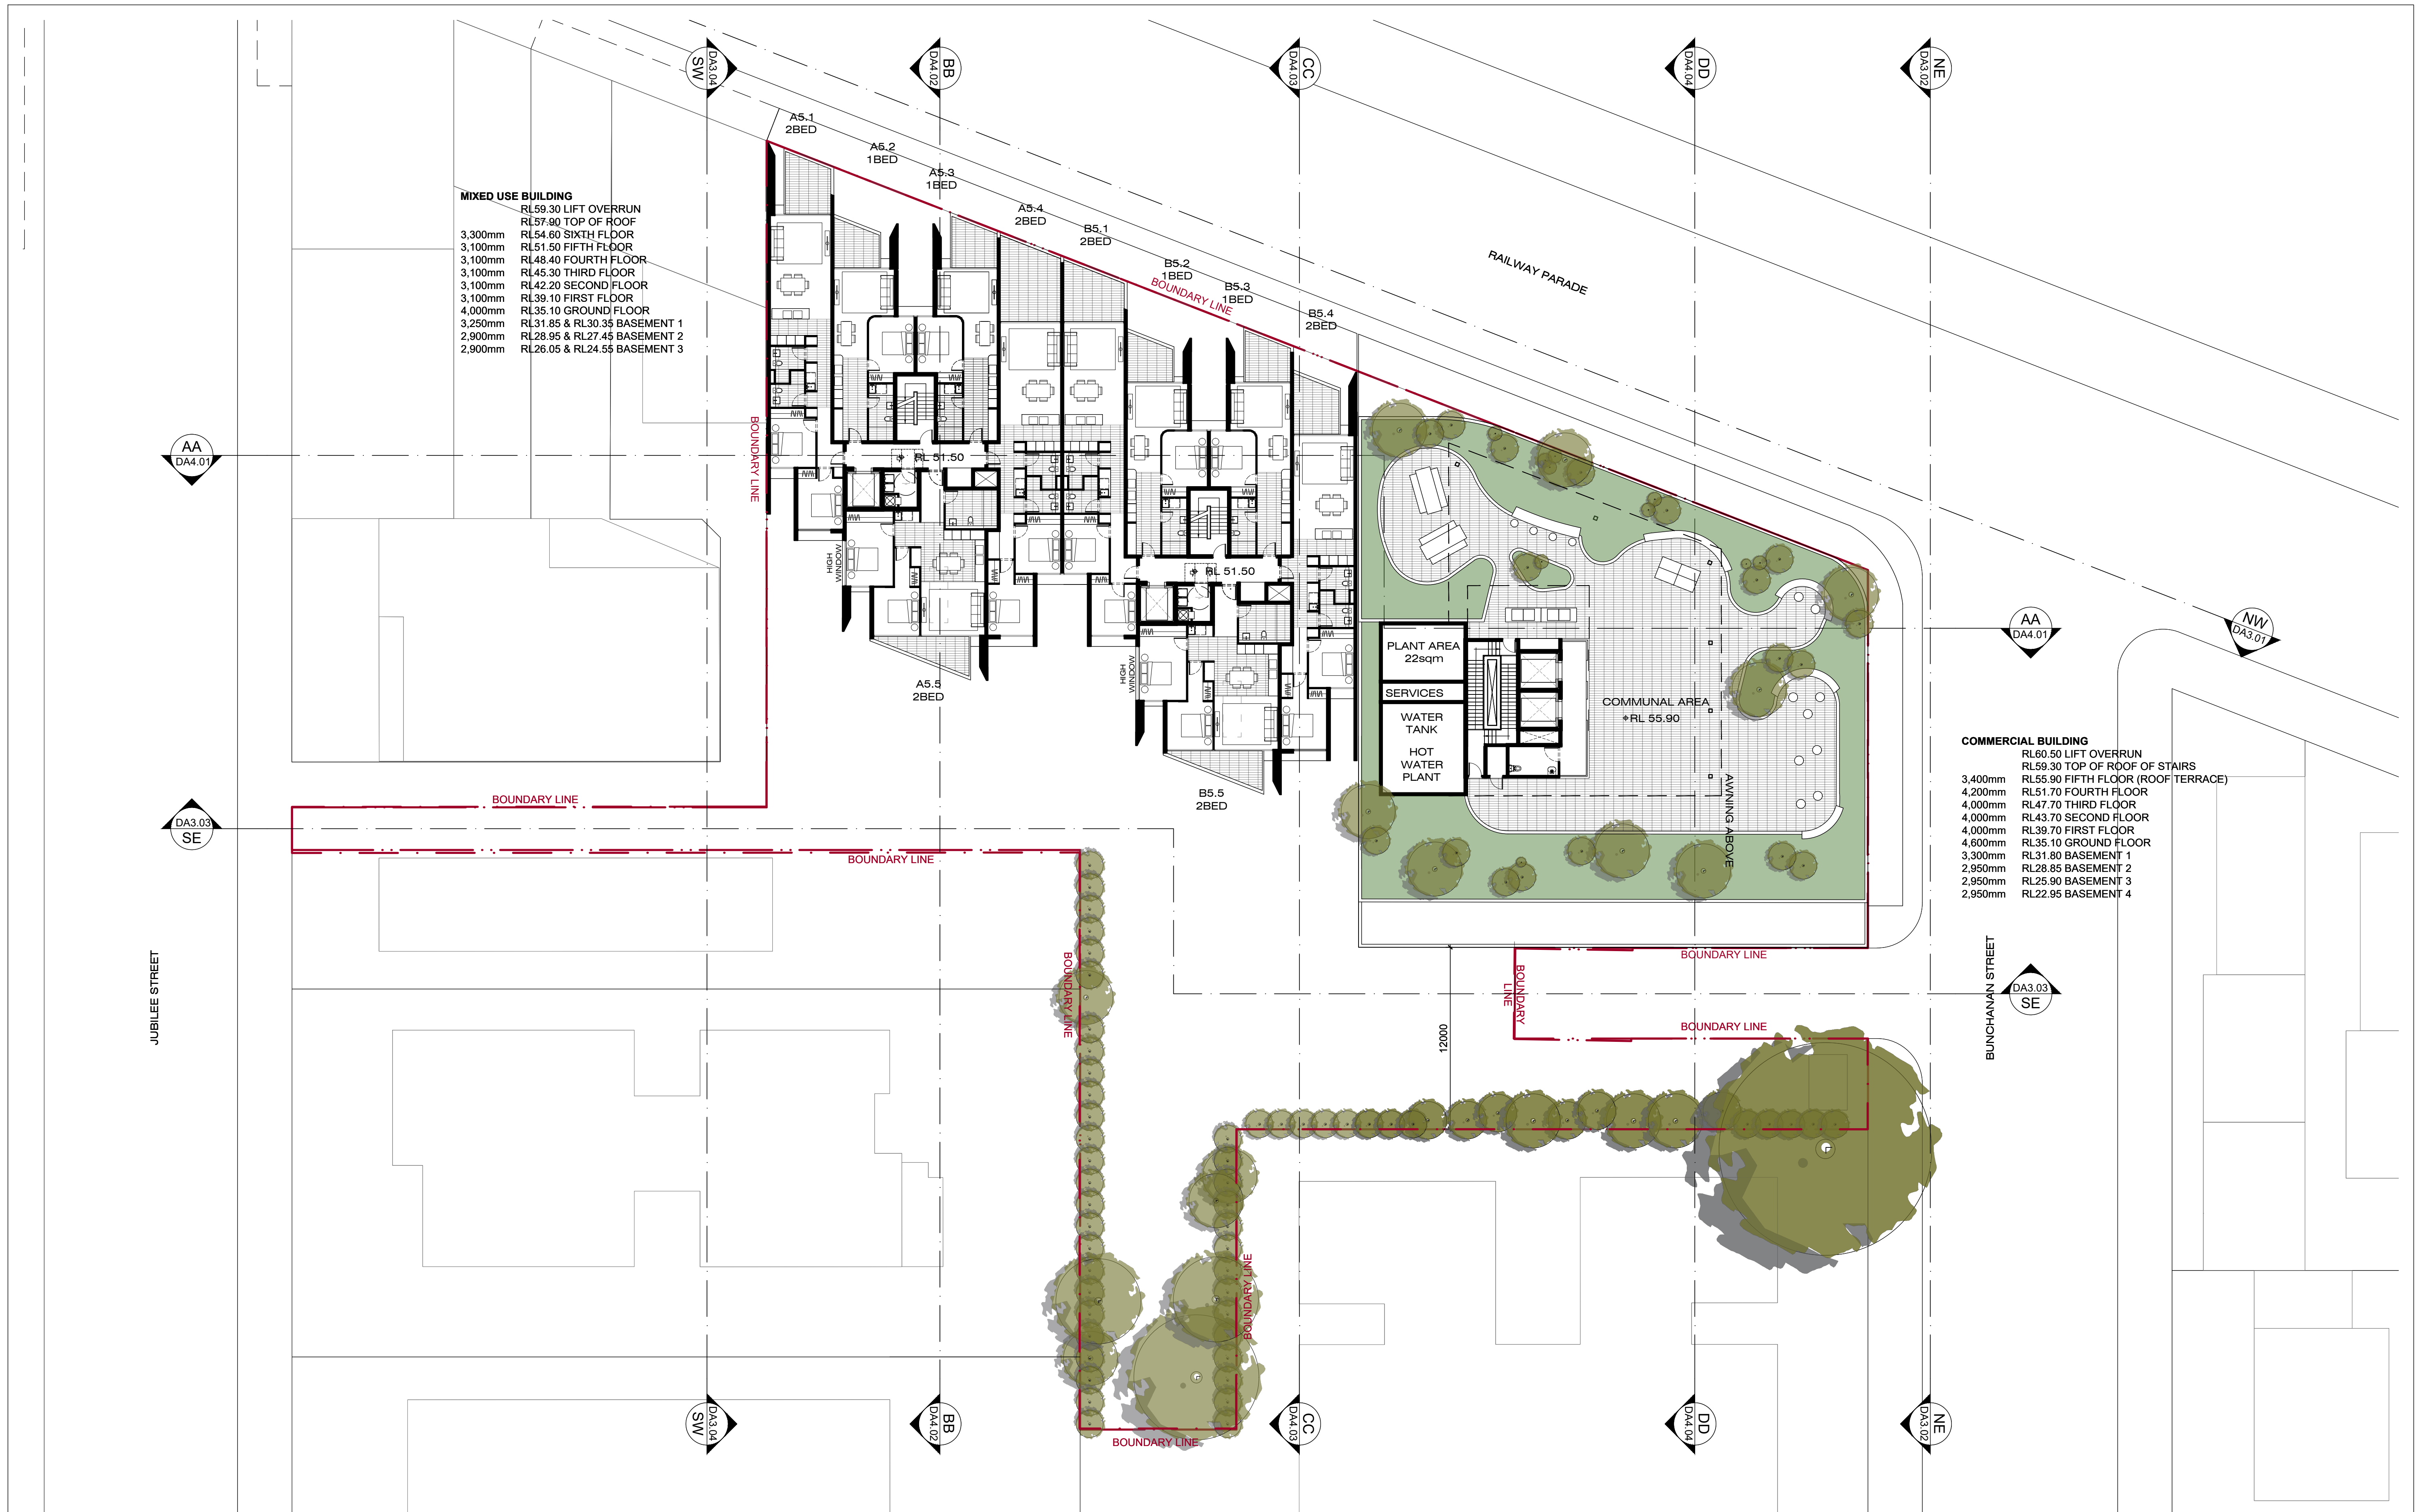 DA3.04
SW
BB
DA4.02
CC
DA4.03
DD
DA4.04
NE
DA3.02
A5.1
2BED
A5.2
1BED
A5.3
1BED
A5.4
2BED
B5.1
2BED
B5.2
1BED
B5.3
1BED
B5.4
2BED
BOUNDARY LINE
RAILWAY PARADE
MIXED USE BUILDING
RL59.30 LIFT OVERRUN
RL57.90 TOP OF ROOF
3,300mm RL54.60 SIXTH FLOOR
3,100mm RL51.50 FIFTH FLOOR
3,100mm RL48.40 FOURTH FLOOR
3,100mm RL45.30 THIRD FLOOR
3,100mm RL42.20 SECOND FLOOR
3,100mm RL39.10 FIRST FLOOR
4,000mm RL35.10 GROUND FLOOR
3,250mm RL31.85 & RL30.35 BASEMENT 1
2,900mm RL28.95 & RL27.45 BASEMENT 2
2,900mm RL26.05 & RL24.55 BASEMENT 3
AA
DA4.01
BOUNDARY LINE
RL 51.50
HIGH
WINDOW
RL 51.50
HIGH
WINDOW
A5.5
2BED
B5.5
2BED
PLANT AREA
22sqm
SERVICES
WATER
TANK
HOT
WATER
PLANT
COMMUNAL AREA
RL 55.90
AWNING ABOVE
AA
DA4.01
NW
DA3.01
COMMERCIAL BUILDING
RL60.50 LIFT OVERRUN
RL59.30 TOP OF ROOF OF STAIRS
3,400mm RL55.90 FIFTH FLOOR (ROOF TERRACE)
4,200mm RL51.70 FOURTH FLOOR
4,000mm RL47.70 THIRD FLOOR
4,000mm RL43.70 SECOND FLOOR
4,000mm RL39.70 FIRST FLOOR
4,600mm RL35.10 GROUND FLOOR
3,300mm RL31.80 BASEMENT 1
2,950mm RL28.85 BASEMENT 2
2,950mm RL25.90 BASEMENT 3
2,950mm RL22.95 BASEMENT 4
BOUNDARY LINE
DA3.03
SE
BOUNDARY LINE
BOUNDARY LINE
JUBILEE STREET
BOUNDARY LINE
BOUNDARY
LINE
BOUNDARY LINE
12000
BUNCHANAN STREET
DA3.03
SE
BOUNDARY LINE
BOUNDARY LINE
DA3.04
SW
BB
DA4.02
CC
DA4.03
DD
DA4.04
NE
DA3.02